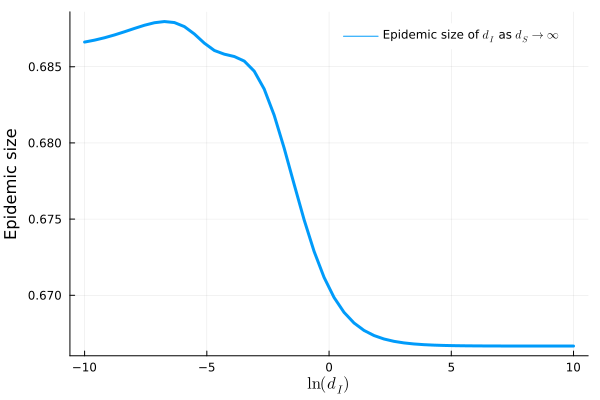 Epidemic size of d_I as d_S → ∞
Epidemic size
0.685
0.680
0.675
0.670
−10 −5 0 5 10
ln(d_I)